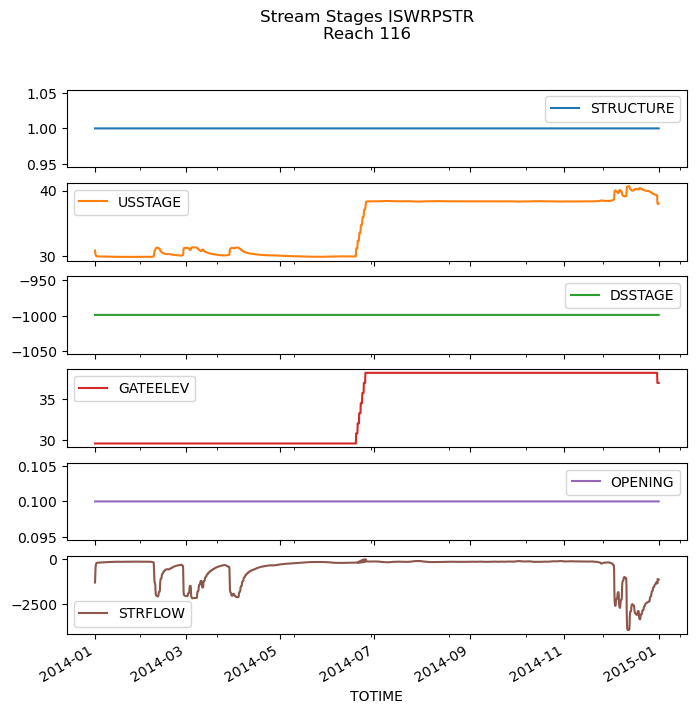 Stream Stages ISWRPSTR
Reach 116
1.05
1.00
0.95
STRUCTURE
40
30
USSTAGE
−950
−1000
−1050
DSSTAGE
35
30
GATEELEV
0.105
0.100
0.095
OPENING
0
−2500
STRFLOW
2014-01
2014-03
2014-05
2014-07
2014-09
2014-11
2015-01
TOTIME